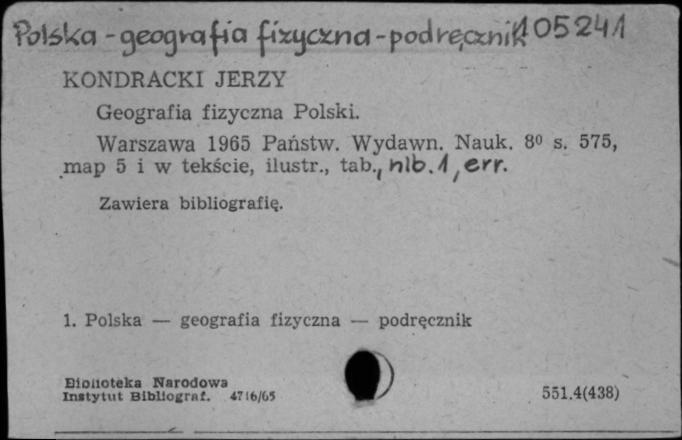 Polska - geografia fizyczna - podręcznik 105241
KONDRACKI JERZY
Geografia fizyczna Polski.
Warszawa 1965 Państw. Wydawn. Nauk. 8⁰ s. 575,
map 5 i w tekście, ilustr., tab., nlb. 1, err.
Zawiera bibliografię.
1. Polska — geografia fizyczna — podręcznik
Biblioteka Narodowa
Instytut Bibliograf. 4716/65
551.4(438)